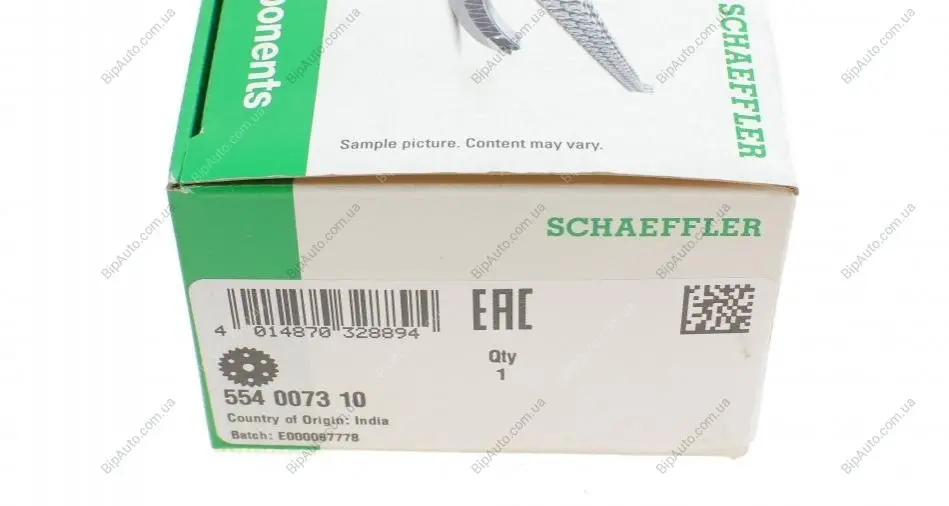 ponents
SCHAEFFLER
Sample picture. Content may vary.
SCHAEFFLER
4 014870 328894
EAC
Qty
1
554 0073 10
Country of Origin: India
Batch: E000087778
BipAuto.com.ua